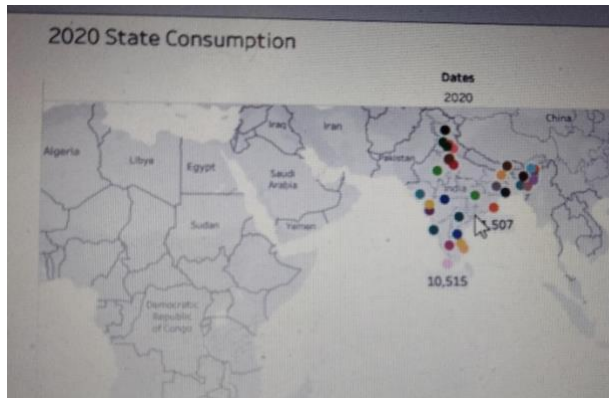 2020 State Consumption
Dates
2020
China
Iraq
Iran
Algeria
Libya
Egypt
Pakistan
Saudi
Arabia
India
Sudan
Yemen
507
10,515
Democratic
Republic
of Congo